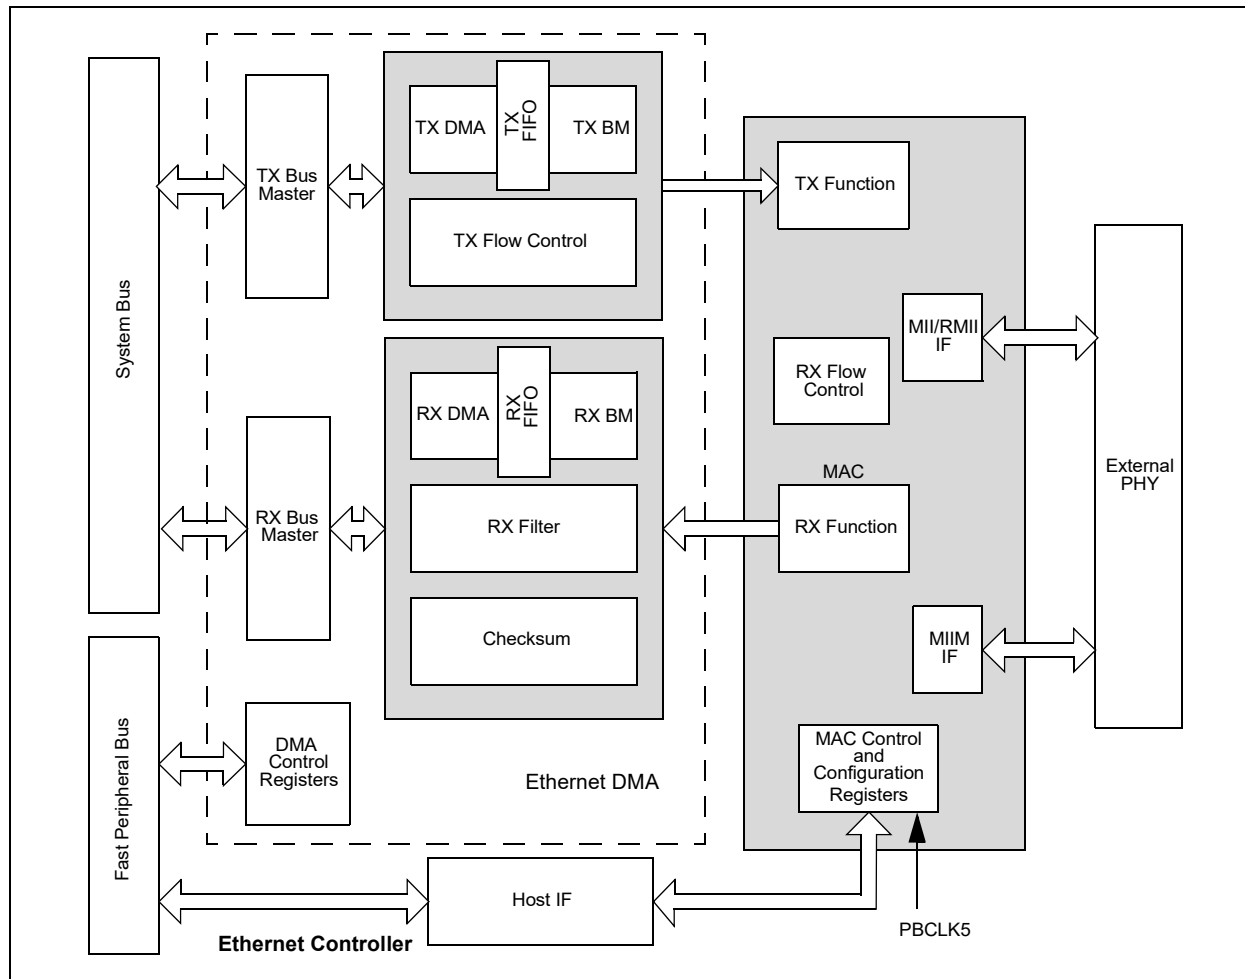 System Bus
Fast Peripheral Bus
TX Bus
Master
TX DMA
TX
FIFO
TX BM
TX Flow Control
RX Bus
Master
RX DMA
RX
FIFO
RX BM
RX Filter
Checksum
DMA
Control
Registers
Ethernet DMA
TX Function
MII/RMII
IF
RX Flow
Control
MAC
RX Function
MIIM
IF
MAC Control
and
Configuration
Registers
External
PHY
Host IF
PBCLK5
Ethernet Controller